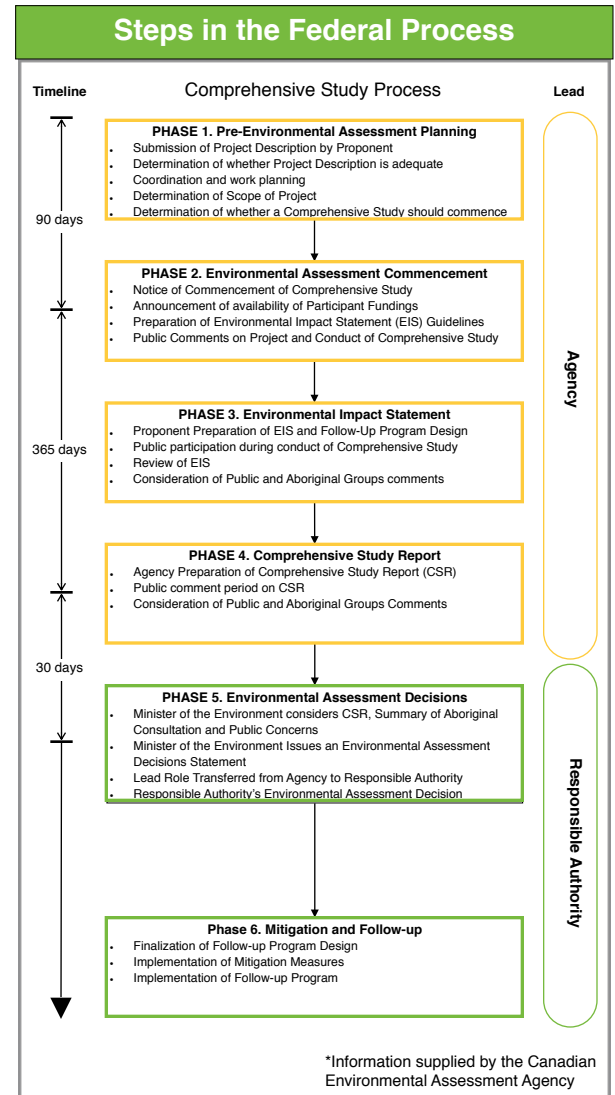 Steps in the Federal Process
Timeline
Comprehensive Study Process
Lead
PHASE 1. Pre-Environmental Assessment Planning
• Submission of Project Description by Proponent
• Determination of whether Project Description is adequate
• Coordination and work planning
• Determination of Scope of Project
• Determination of whether a Comprehensive Study should commence
90 days
PHASE 2. Environmental Assessment Commencement
• Notice of Commencement of Comprehensive Study
• Announcement of availability of Participant Fundings
• Preparation of Environmental Impact Statement (EIS) Guidelines
• Public Comments on Project and Conduct of Comprehensive Study
Agency
PHASE 3. Environmental Impact Statement
• Proponent Preparation of EIS and Follow-Up Program Design
• Public participation during conduct of Comprehensive Study
• Review of EIS
• Consideration of Public and Aboriginal Groups comments
365 days
PHASE 4. Comprehensive Study Report
• Agency Preparation of Comprehensive Study Report (CSR)
• Public comment period on CSR
• Consideration of Public and Aboriginal Groups Comments
30 days
PHASE 5. Environmental Assessment Decisions
• Minister of the Environment considers CSR, Summary of Aboriginal
Consultation and Public Concerns
• Minister of the Environment Issues an Environmental Assessment
Decisions Statement
• Lead Role Transferred from Agency to Responsible Authority
• Responsible Authority's Environmental Assessment Decision
Responsible Authority
Phase 6. Mitigation and Follow-up
• Finalization of Follow-up Program Design
• Implementation of Mitigation Measures
• Implementation of Follow-up Program
*Information supplied by the Canadian
Environmental Assessment Agency